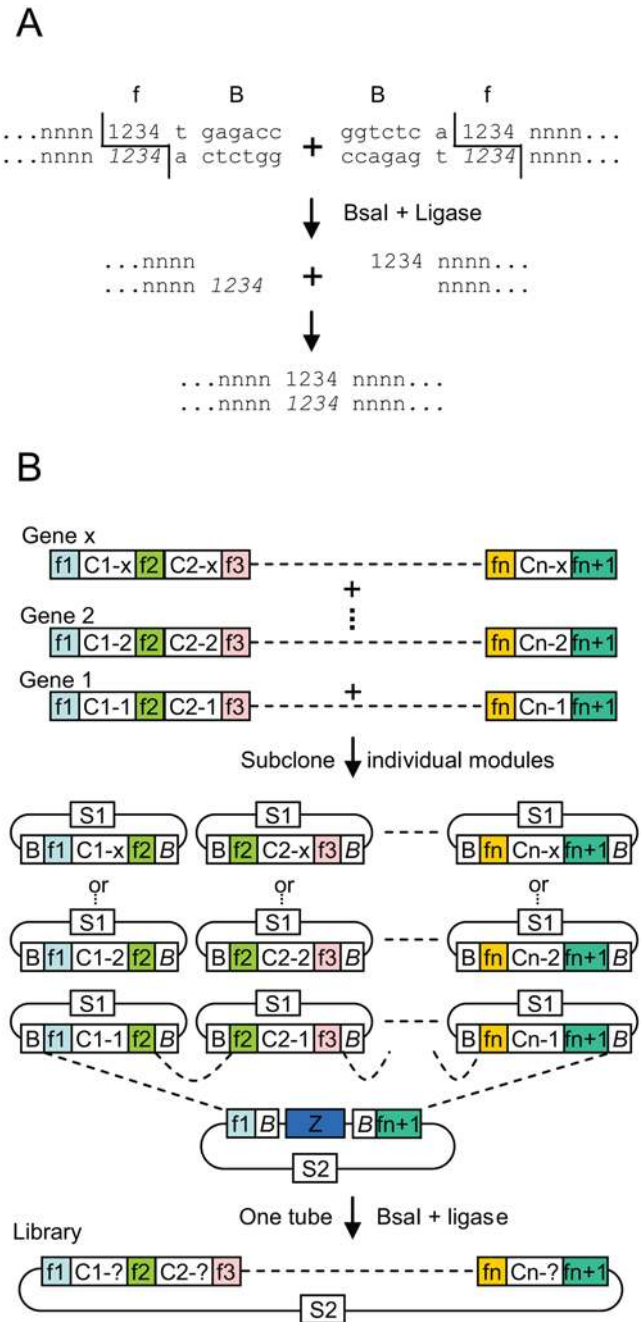 A
f B B f
...nnnn 1234 t gagacc + ggtctc a 1234 nnnn...
...nnnn 1234 a ctctgg ccagag t 1234 nnnn...
BsaI + Ligase
...nnnn + 1234 nnnn...
...nnnn 1234 nnnn...
...nnnn 1234 nnnn...
...nnnn 1234 nnnn...
B
Gene x
f1 C1-x f2 C2-x f3 fn Cn-x fn+1
+
Gene 2
f1 C1-2 f2 C2-2 f3 fn Cn-2 fn+1
Gene 1
+
f1 C1-1 f2 C2-1 f3 fn Cn-1 fn+1
Subclone individual modules
S1 S1 S1
B f1 C1-x f2 B B f2 C2-x f3 B B fn Cn-x fn+1 B
or or or
S1 S1 S1
B f1 C1-2 f2 B B f2 C2-2 f3 B B fn Cn-2 fn+1 B
S1 S1 S1
B f1 C1-1 f2 B B f2 C2-1 f3 B B fn Cn-1 fn+1 B
f1 B Z B fn+1
S2
One tube BsaI + ligase
Library
f1 C1-? f2 C2-? f3 fn Cn-? fn+1
S2